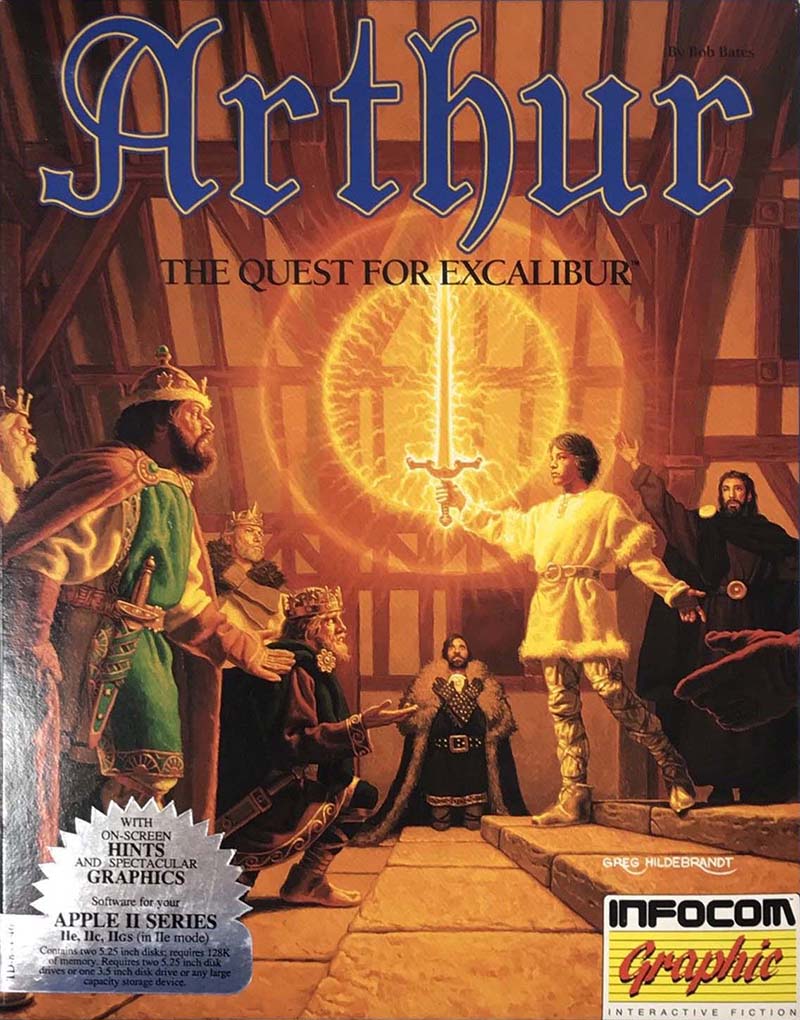 By Bob Bates
Arthur
THE QUEST FOR EXCALIBUR™
WITH
ON-SCREEN
HINTS
AND SPECTACULAR
GRAPHICS
Software for your
APPLE II SERIES
IIe, IIc, IIGS (in IIe mode)
Contains two 5.25 inch disks; requires 128K
of memory. Requires two 5.25 inch disk
drives or one 3.5 inch disk drive or any large
capacity storage device.
GREG HILDEBRANDT
INFOCOM
Graphic
INTERACTIVE FICTION